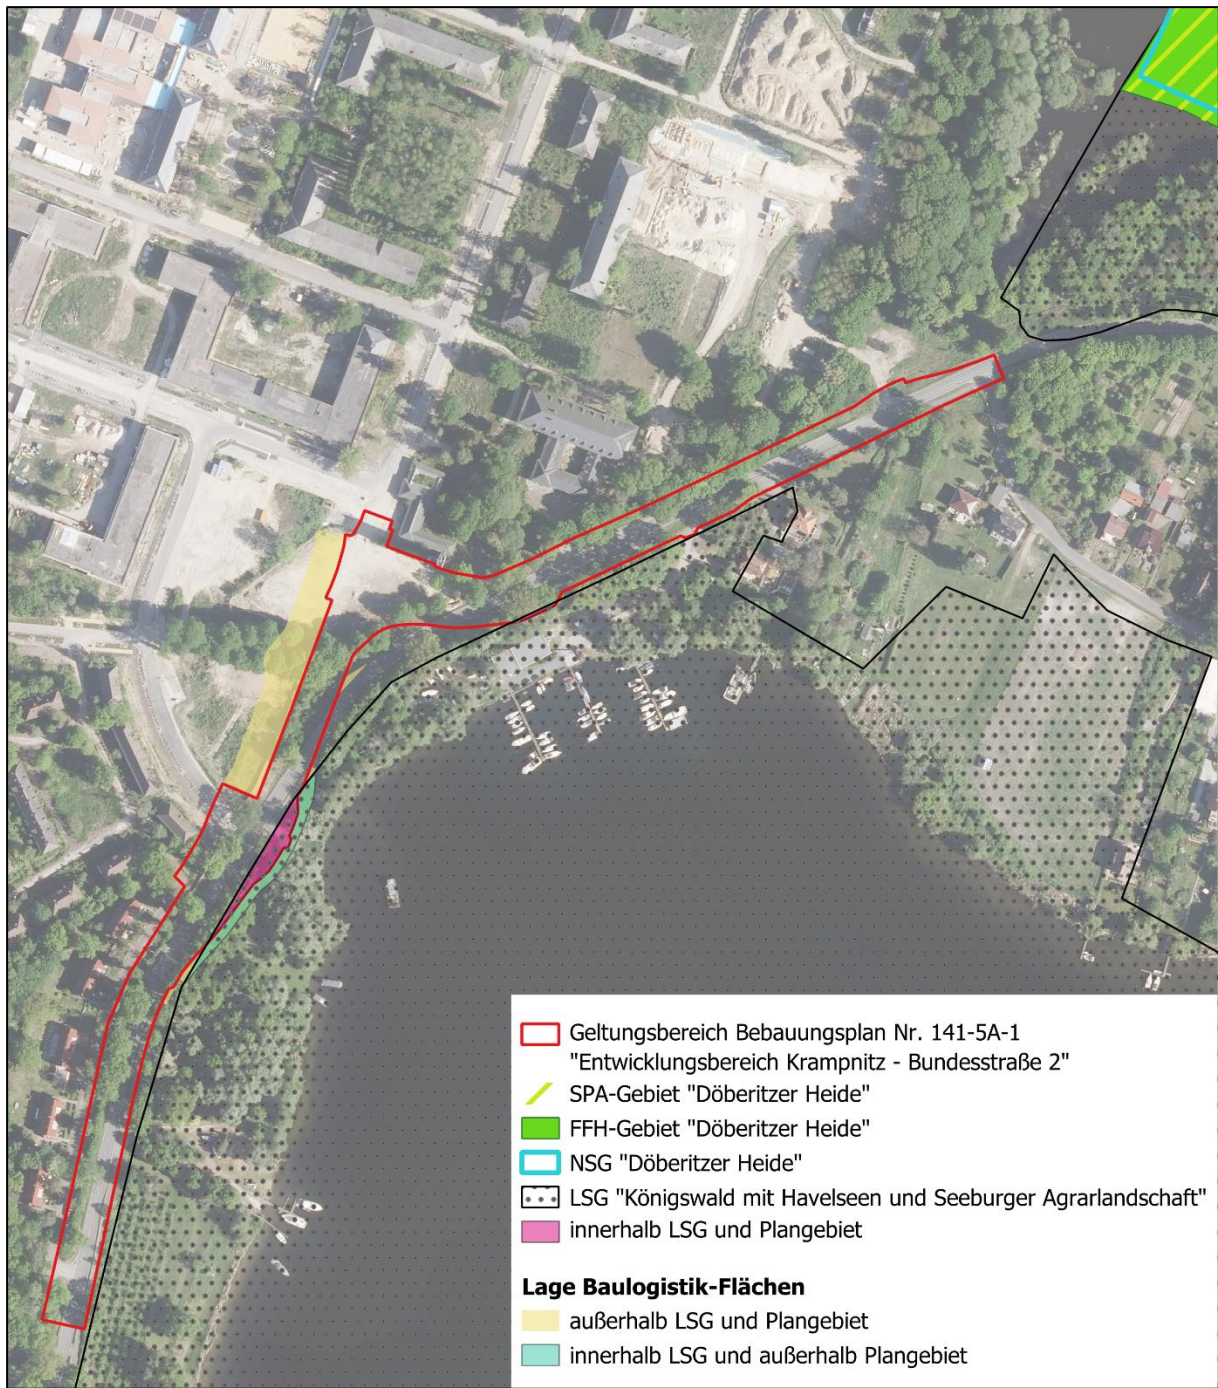 Geltungsbereich Bebauungsplan Nr. 141-5A-1
"Entwicklungsbereich Krampnitz - Bundesstraße 2"
SPA-Gebiet "Döberitzer Heide"
FFH-Gebiet "Döberitzer Heide"
NSG "Döberitzer Heide"
LSG "Königswald mit Havelseen und Seeburger Agrarlandschaft"
innerhalb LSG und Plangebiet
Lage Baulogistik-Flächen
außerhalb LSG und Plangebiet
innerhalb LSG und außerhalb Plangebiet